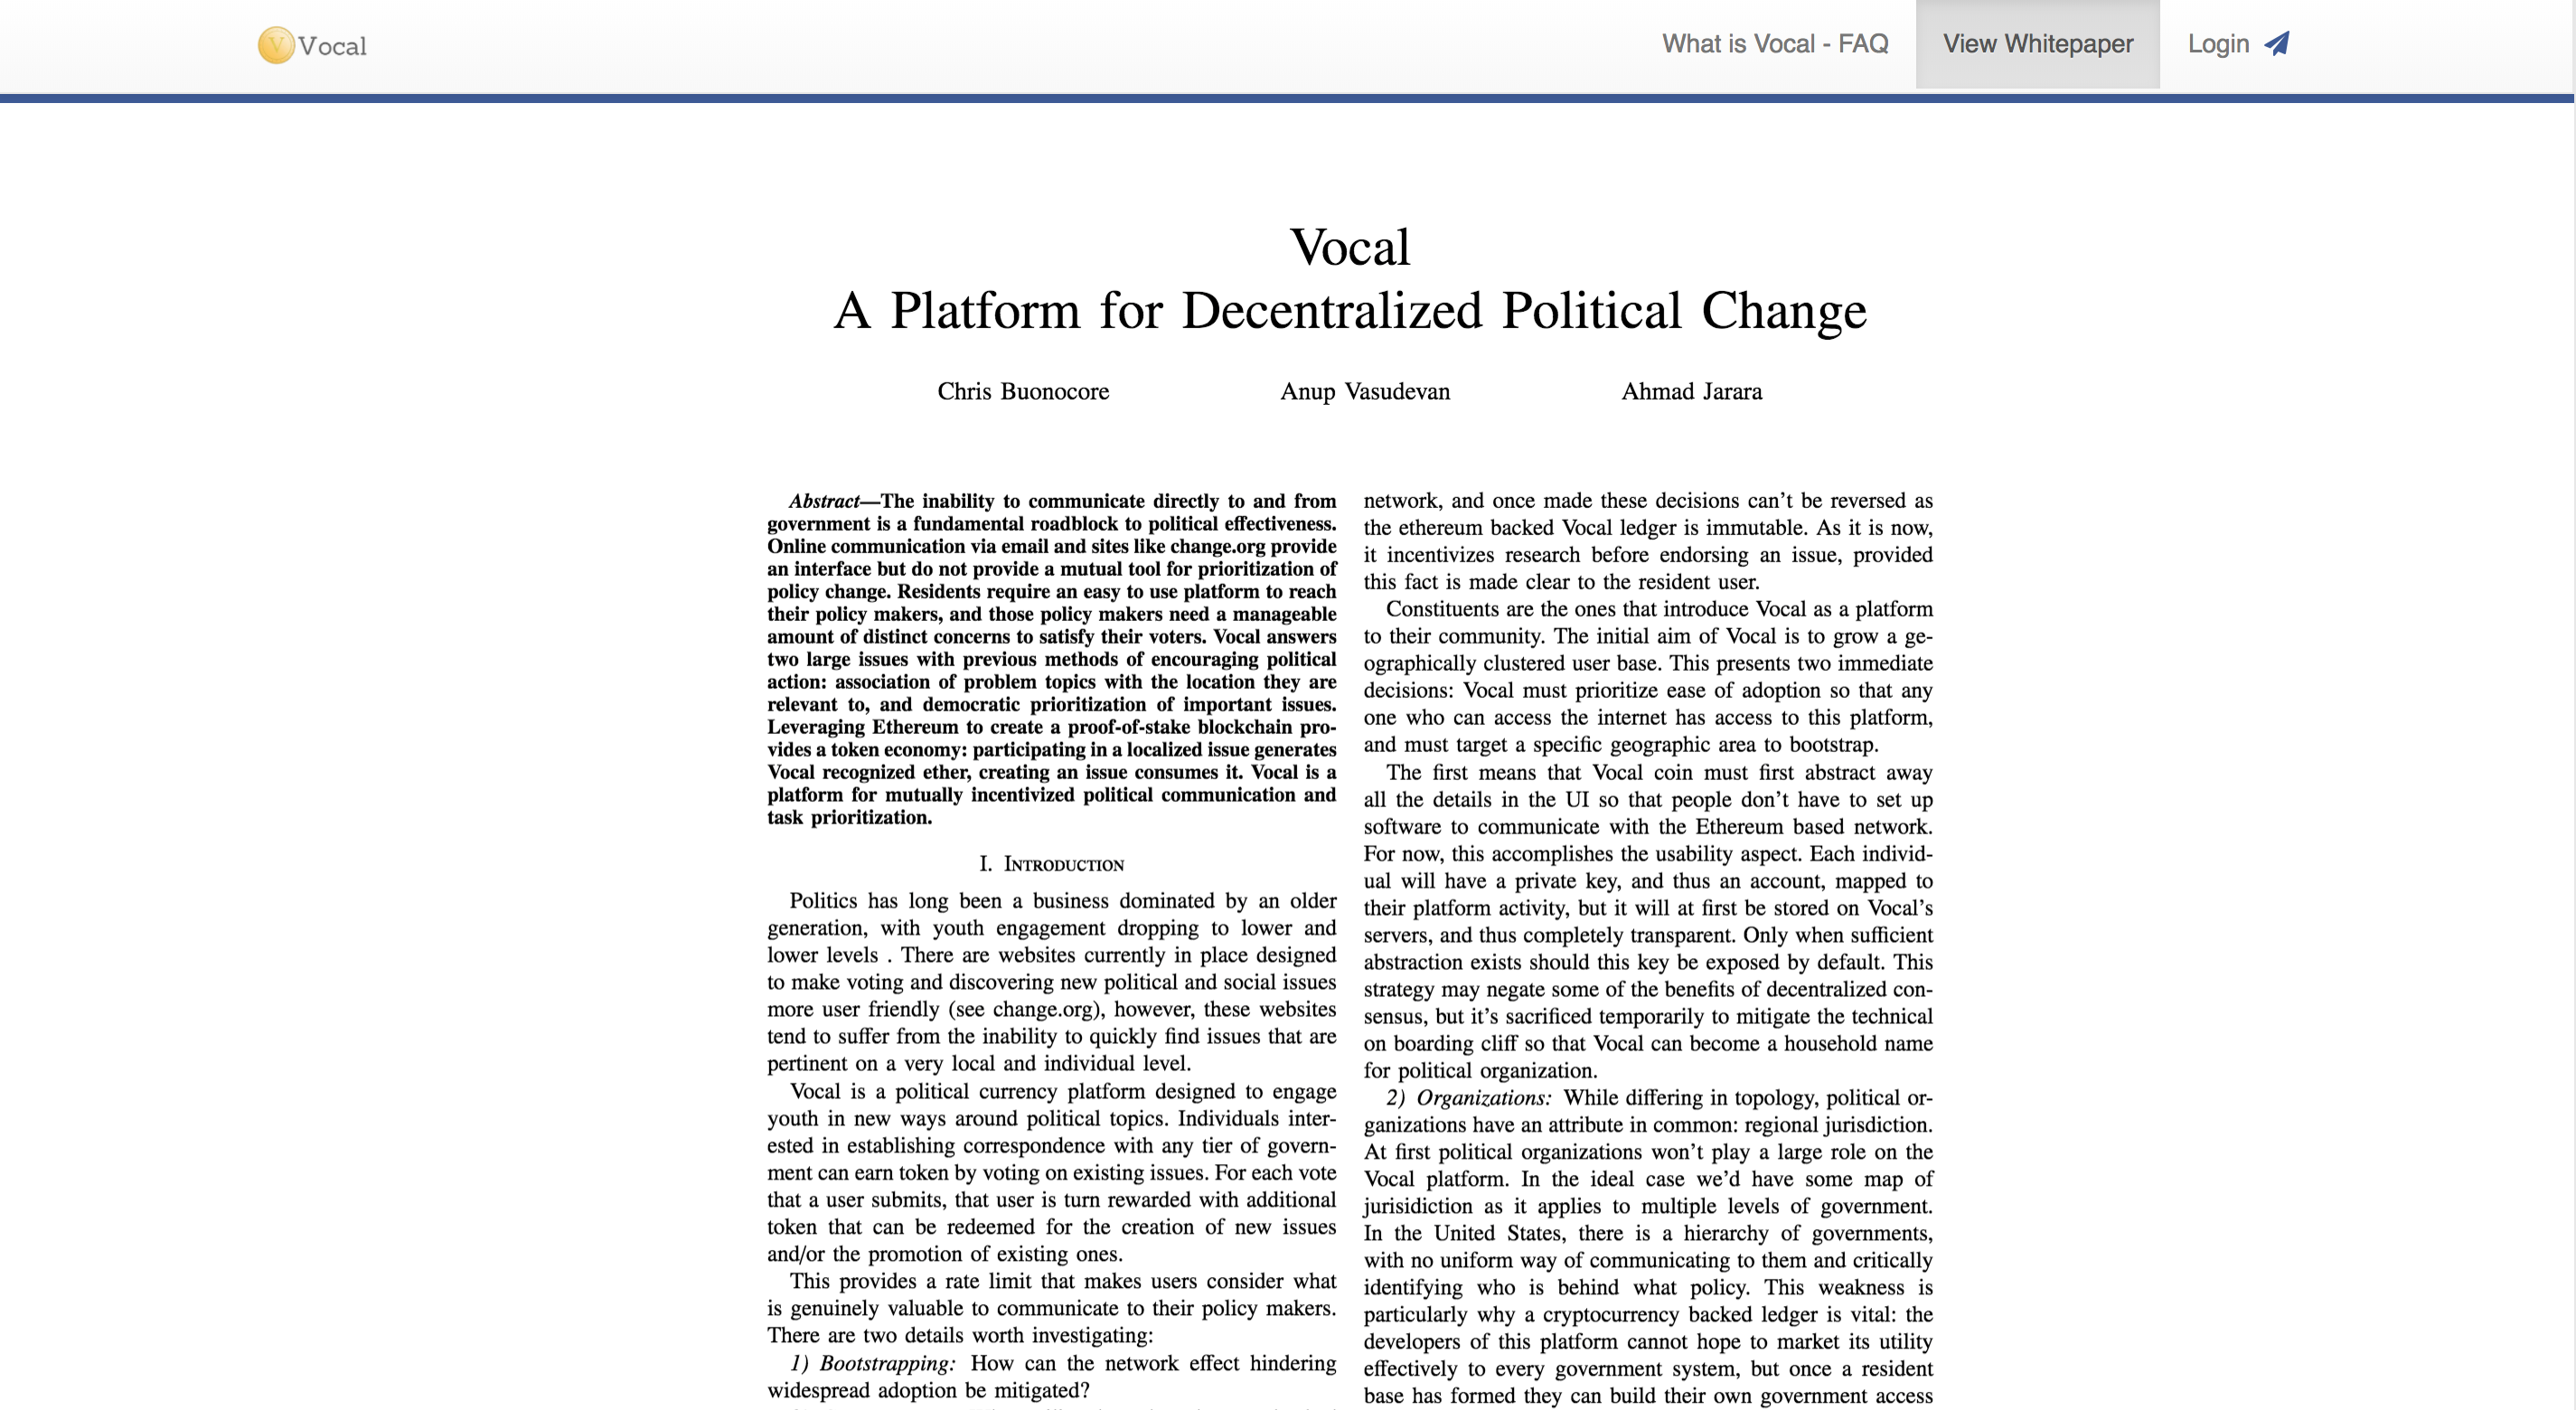 V Vocal
What is Vocal - FAQ
View Whitepaper
Login
Vocal
A Platform for Decentralized Political Change
Chris Buonocore
Anup Vasudevan
Ahmad Jarara
Abstract—The inability to communicate directly to and from
government is a fundamental roadblock to political effectiveness.
Online communication via email and sites like change.org provide
an interface but do not provide a mutual tool for prioritization of
policy change. Residents require an easy to use platform to reach
their policy makers, and those policy makers need a manageable
amount of distinct concerns to satisfy their voters. Vocal answers
two large issues with previous methods of encouraging political
action: association of problem topics with the location they are
relevant to, and democratic prioritization of important issues.
Leveraging Ethereum to create a proof-of-stake blockchain pro-
vides a token economy: participating in a localized issue generates
Vocal recognized ether, creating an issue consumes it. Vocal is a
platform for mutually incentivized political communication and
task prioritization.
I. Introduction
Politics has long been a business dominated by an older
generation, with youth engagement dropping to lower and
lower levels . There are websites currently in place designed
to make voting and discovering new political and social issues
more user friendly (see change.org), however, these websites
tend to suffer from the inability to quickly find issues that are
pertinent on a very local and individual level.
Vocal is a political currency platform designed to engage
youth in new ways around political topics. Individuals inter-
ested in establishing correspondence with any tier of govern-
ment can earn token by voting on existing issues. For each vote
that a user submits, that user is turn rewarded with additional
token that can be redeemed for the creation of new issues
and/or the promotion of existing ones.
This provides a rate limit that makes users consider what
is genuinely valuable to communicate to their policy makers.
There are two details worth investigating:
1) Bootstrapping: How can the network effect hindering
widespread adoption be mitigated?
network, and once made these decisions can't be reversed as
the ethereum backed Vocal ledger is immutable. As it is now,
it incentivizes research before endorsing an issue, provided
this fact is made clear to the resident user.
Constituents are the ones that introduce Vocal as a platform
to their community. The initial aim of Vocal is to grow a ge-
ographically clustered user base. This presents two immediate
decisions: Vocal must prioritize ease of adoption so that any
one who can access the internet has access to this platform,
and must target a specific geographic area to bootstrap.
The first means that Vocal coin must first abstract away
all the details in the UI so that people don't have to set up
software to communicate with the Ethereum based network.
For now, this accomplishes the usability aspect. Each individ-
ual will have a private key, and thus an account, mapped to
their platform activity, but it will at first be stored on Vocal's
servers, and thus completely transparent. Only when sufficient
abstraction exists should this key be exposed by default. This
strategy may negate some of the benefits of decentralized con-
sensus, but it's sacrificed temporarily to mitigate the technical
on boarding cliff so that Vocal can become a household name
for political organization.
2) Organizations: While differing in topology, political or-
ganizations have an attribute in common: regional jurisdiction.
At first political organizations won't play a large role on the
Vocal platform. In the ideal case we'd have some map of
jurisidiction as it applies to multiple levels of government.
In the United States, there is a hierarchy of governments,
with no uniform way of communicating to them and critically
identifying who is behind what policy. This weakness is
particularly why a cryptocurrency backed ledger is vital: the
developers of this platform cannot hope to market its utility
effectively to every government system, but once a resident
base has formed they can build their own government access